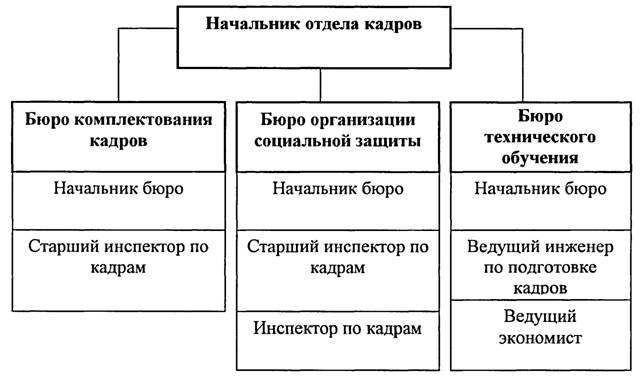 Начальник отдела кадров
Бюро комплектования
кадров
Начальник бюро
Старший инспектор по
кадрам
Бюро организации
социальной защиты
Начальник бюро
Старший инспектор по
кадрам
Инспектор по кадрам
Бюро
технического
обучения
Начальник бюро
Ведущий инженер
по подготовке
кадров
Ведущий
экономист